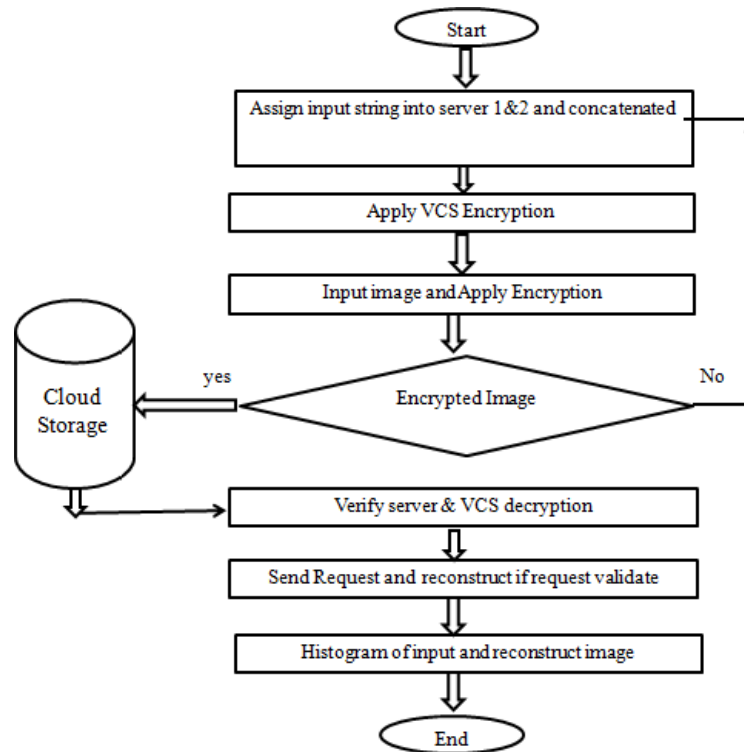 Start
Assign input string into server 1&2 and concatenated
Apply VCS Encryption
Input image and Apply Encryption
yes
No
Cloud
Storage
Encrypted Image
Verify server & VCS decryption
Send Request and reconstruct if request validate
Histogram of input and reconstruct image
End